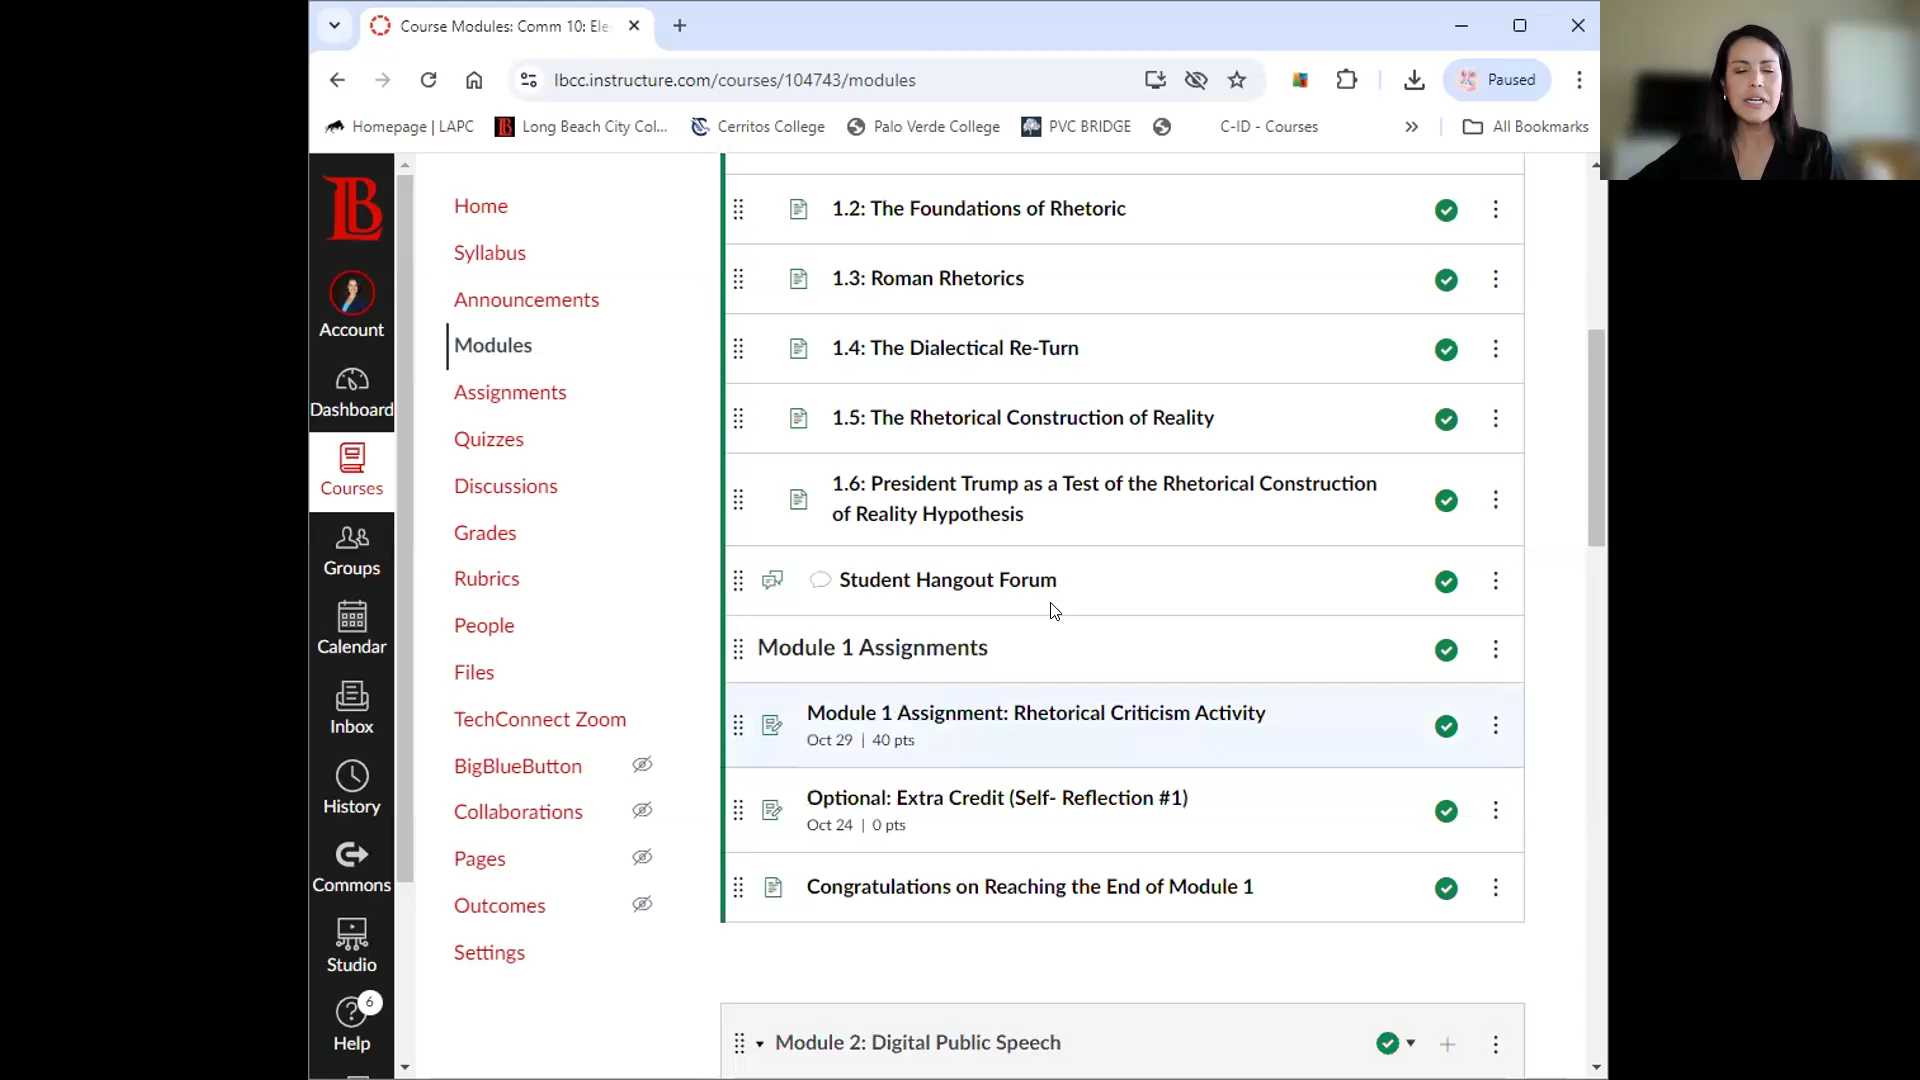 Course Modules: Comm 10: Ele
lbcc.instructure.com/courses/104743/modules
Paused
Homepage | LAPC
Long Beach City Col...
Cerritos College
Palo Verde College
PVC BRIDGE
C-ID - Courses
All Bookmarks
LB
Account
Dashboard
Courses
Groups
Calendar
Inbox
History
Commons
Studio
6
Help
Home
Syllabus
Announcements
Modules
Assignments
Quizzes
Discussions
Grades
Rubrics
People
Files
TechConnect Zoom
BigBlueButton
Collaborations
Pages
Outcomes
Settings
1.2: The Foundations of Rhetoric
1.3: Roman Rhetorics
1.4: The Dialectical Re-Turn
1.5: The Rhetorical Construction of Reality
1.6: President Trump as a Test of the Rhetorical Construction
of Reality Hypothesis
Student Hangout Forum
Module 1 Assignments
Module 1 Assignment: Rhetorical Criticism Activity
Oct 29 | 40 pts
Optional: Extra Credit (Self- Reflection #1)
Oct 24 | 0 pts
Congratulations on Reaching the End of Module 1
Module 2: Digital Public Speech